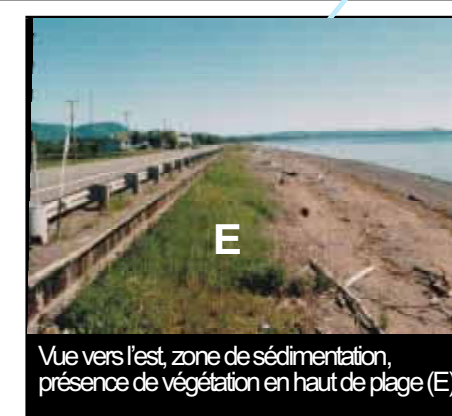 E
Vue vers l'est, zone de sédimentation,
présence de végétation en haut de plage (E)